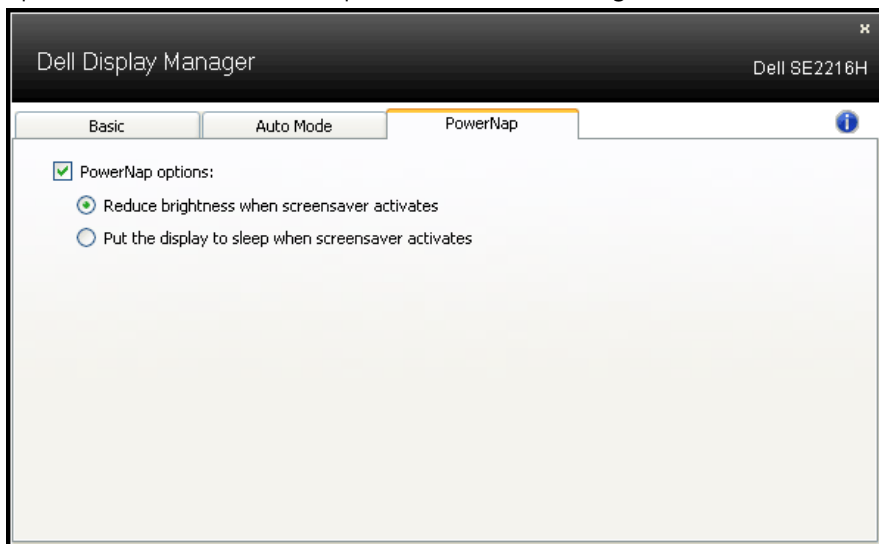 Dell Display Manager
Dell SE2216H
Basic
Auto Mode
PowerNap
PowerNap options:
Reduce brightness when screensaver activates
Put the display to sleep when screensaver activates